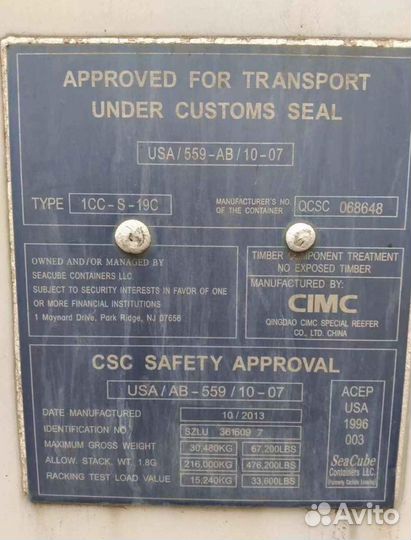 APPROVED FOR TRANSPORT
UNDER CUSTOMS SEAL
USA/559-AB/10-07
TYPE 1CC-S-19C
MANUFACTURER'S NO. OF THE CONTAINER QCSC 068648
OWNED AND/OR MANAGED BY
SEACUBE CONTAINERS LLC.
SUBJECT TO SECURITY INTERESTS IN FAVOR OF ONE
OR MORE FINANCIAL INSTITUTIONS
1 Maynard Drive, Park Ridge, NJ 07656
TIMBER COMPONENT TREATMENT
NO EXPOSED TIMBER
MANUFACTURED BY:
CIMC
QINGDAO CIMC SPECIAL REEFER
CO., LTD. CHINA
CSC SAFETY APPROVAL
USA/AB-559/10-07
DATE MANUFACTURED 10/2013
IDENTIFICATION NO. SZLU 361609 7
MAXIMUM GROSS WEIGHT 30,480KG 67,200LBS
ALLOW. STACK. WT. 1.8G 216,000KG 476,200LBS
RACKING TEST LOAD VALUE 15,240KG 33,600LBS
ACEP
USA
1996
003
SeaCube
Containers LLC.
(Formerly Carlisle Leasing)
Avito